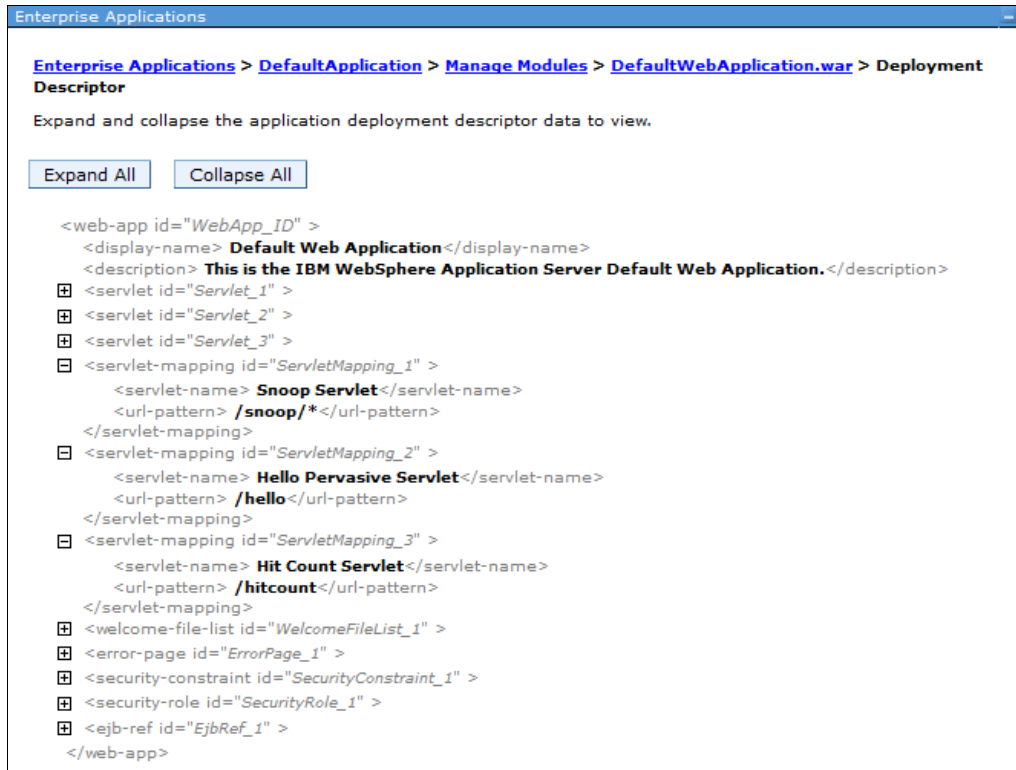 Enterprise Applications
Enterprise Applications > DefaultApplication > Manage Modules > DefaultWebApplication.war > Deployment
Descriptor
Expand and collapse the application deployment descriptor data to view.
Expand All Collapse All
<web-app id="WebApp_ID" >
<display-name> Default Web Application</display-name>
<description> This is the IBM WebSphere Application Server Default Web Application.</description>
<servlet id="Servlet_1" >
<servlet id="Servlet_2" >
<servlet id="Servlet_3" >
<servlet-mapping id="ServletMapping_1" >
<servlet-name> Snoop Servlet</servlet-name>
<url-pattern> /snoop/*</url-pattern>
</servlet-mapping>
<servlet-mapping id="ServletMapping_2" >
<servlet-name> Hello Pervasive Servlet</servlet-name>
<url-pattern> /hello</url-pattern>
</servlet-mapping>
<servlet-mapping id="ServletMapping_3" >
<servlet-name> Hit Count Servlet</servlet-name>
<url-pattern> /hitcount</url-pattern>
</servlet-mapping>
<welcome-file-list id="WelcomeFileList_1" >
<error-page id="ErrorPage_1" >
<security-constraint id="SecurityConstraint_1" >
<security-role id="SecurityRole_1" >
<ejb-ref id="EjbRef_1" >
</web-app>